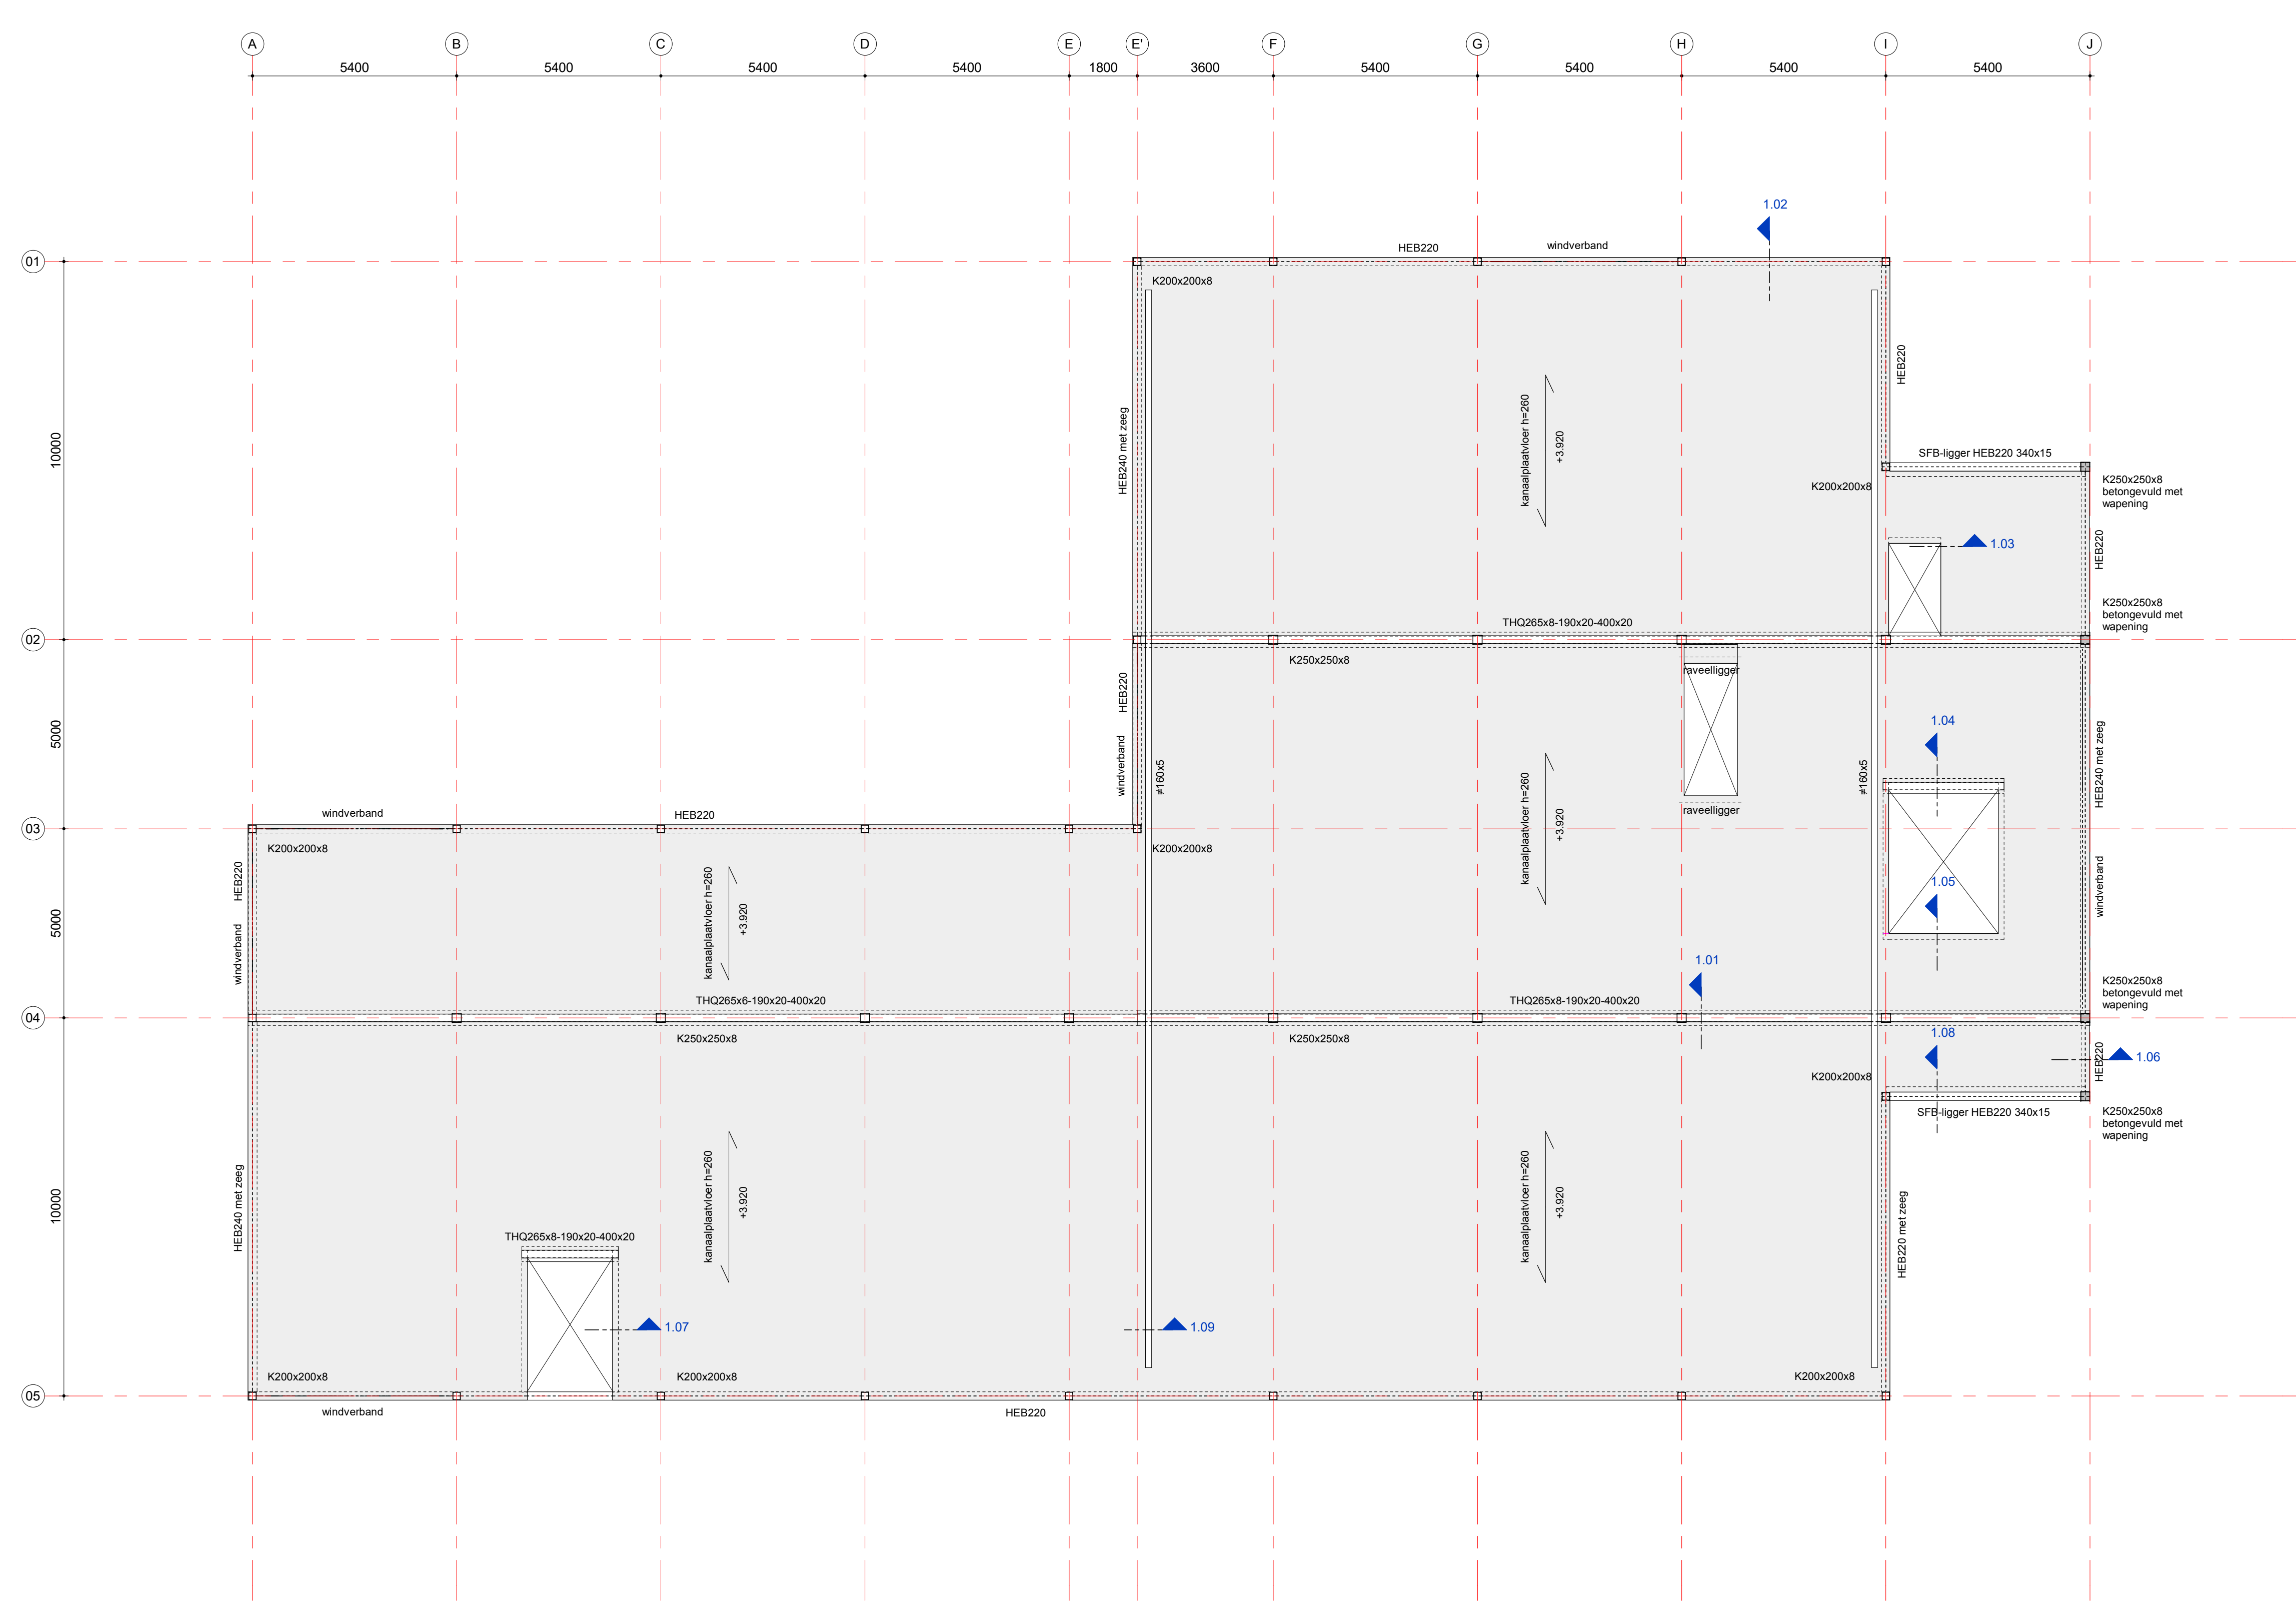 A B C D E E' F G H I J
5400 5400 5400 5400 1800 3600 5400 5400 5400 5400
1.02
01
HEB220 windverband
K200x200x8
HEB220
HEB240 met zeeg
kanaalplaatvloer h=260
+3.920
10000
SFB-ligger HEB220 340x15
K200x200x8
K250x250x8
betongevuld met
wapening
1.03
HEB220
K250x250x8
betongevuld met
wapening
THQ265x8-190x20-400x20
02
K250x250x8
raveelligger
HEB220
1.04
5000
windverband
≠160x5
kanaalplaatvloer h=260
+3.920
≠160x5
HEB240 met zeeg
raveelligger
windverband
HEB220
03
K200x200x8
K200x200x8
HEB220
1.05
windverband
kanaalplaatvloer h=260
+3.920
5000
windverband
1.01
K250x250x8
betongevuld met
wapening
THQ265x6-190x20-400x20
THQ265x8-190x20-400x20
04
K250x250x8
K250x250x8
1.08
1.06
HEB220
K200x200x8
SFB-ligger HEB220 340x15
K250x250x8
betongevuld met
wapening
10000
HEB240 met zeeg
kanaalplaatvloer h=260
+3.920
kanaalplaatvloer h=260
+3.920
HEB220 met zeeg
THQ265x8-190x20-400x20
1.07
1.09
K200x200x8
K200x200x8
K200x200x8
05
windverband
HEB220